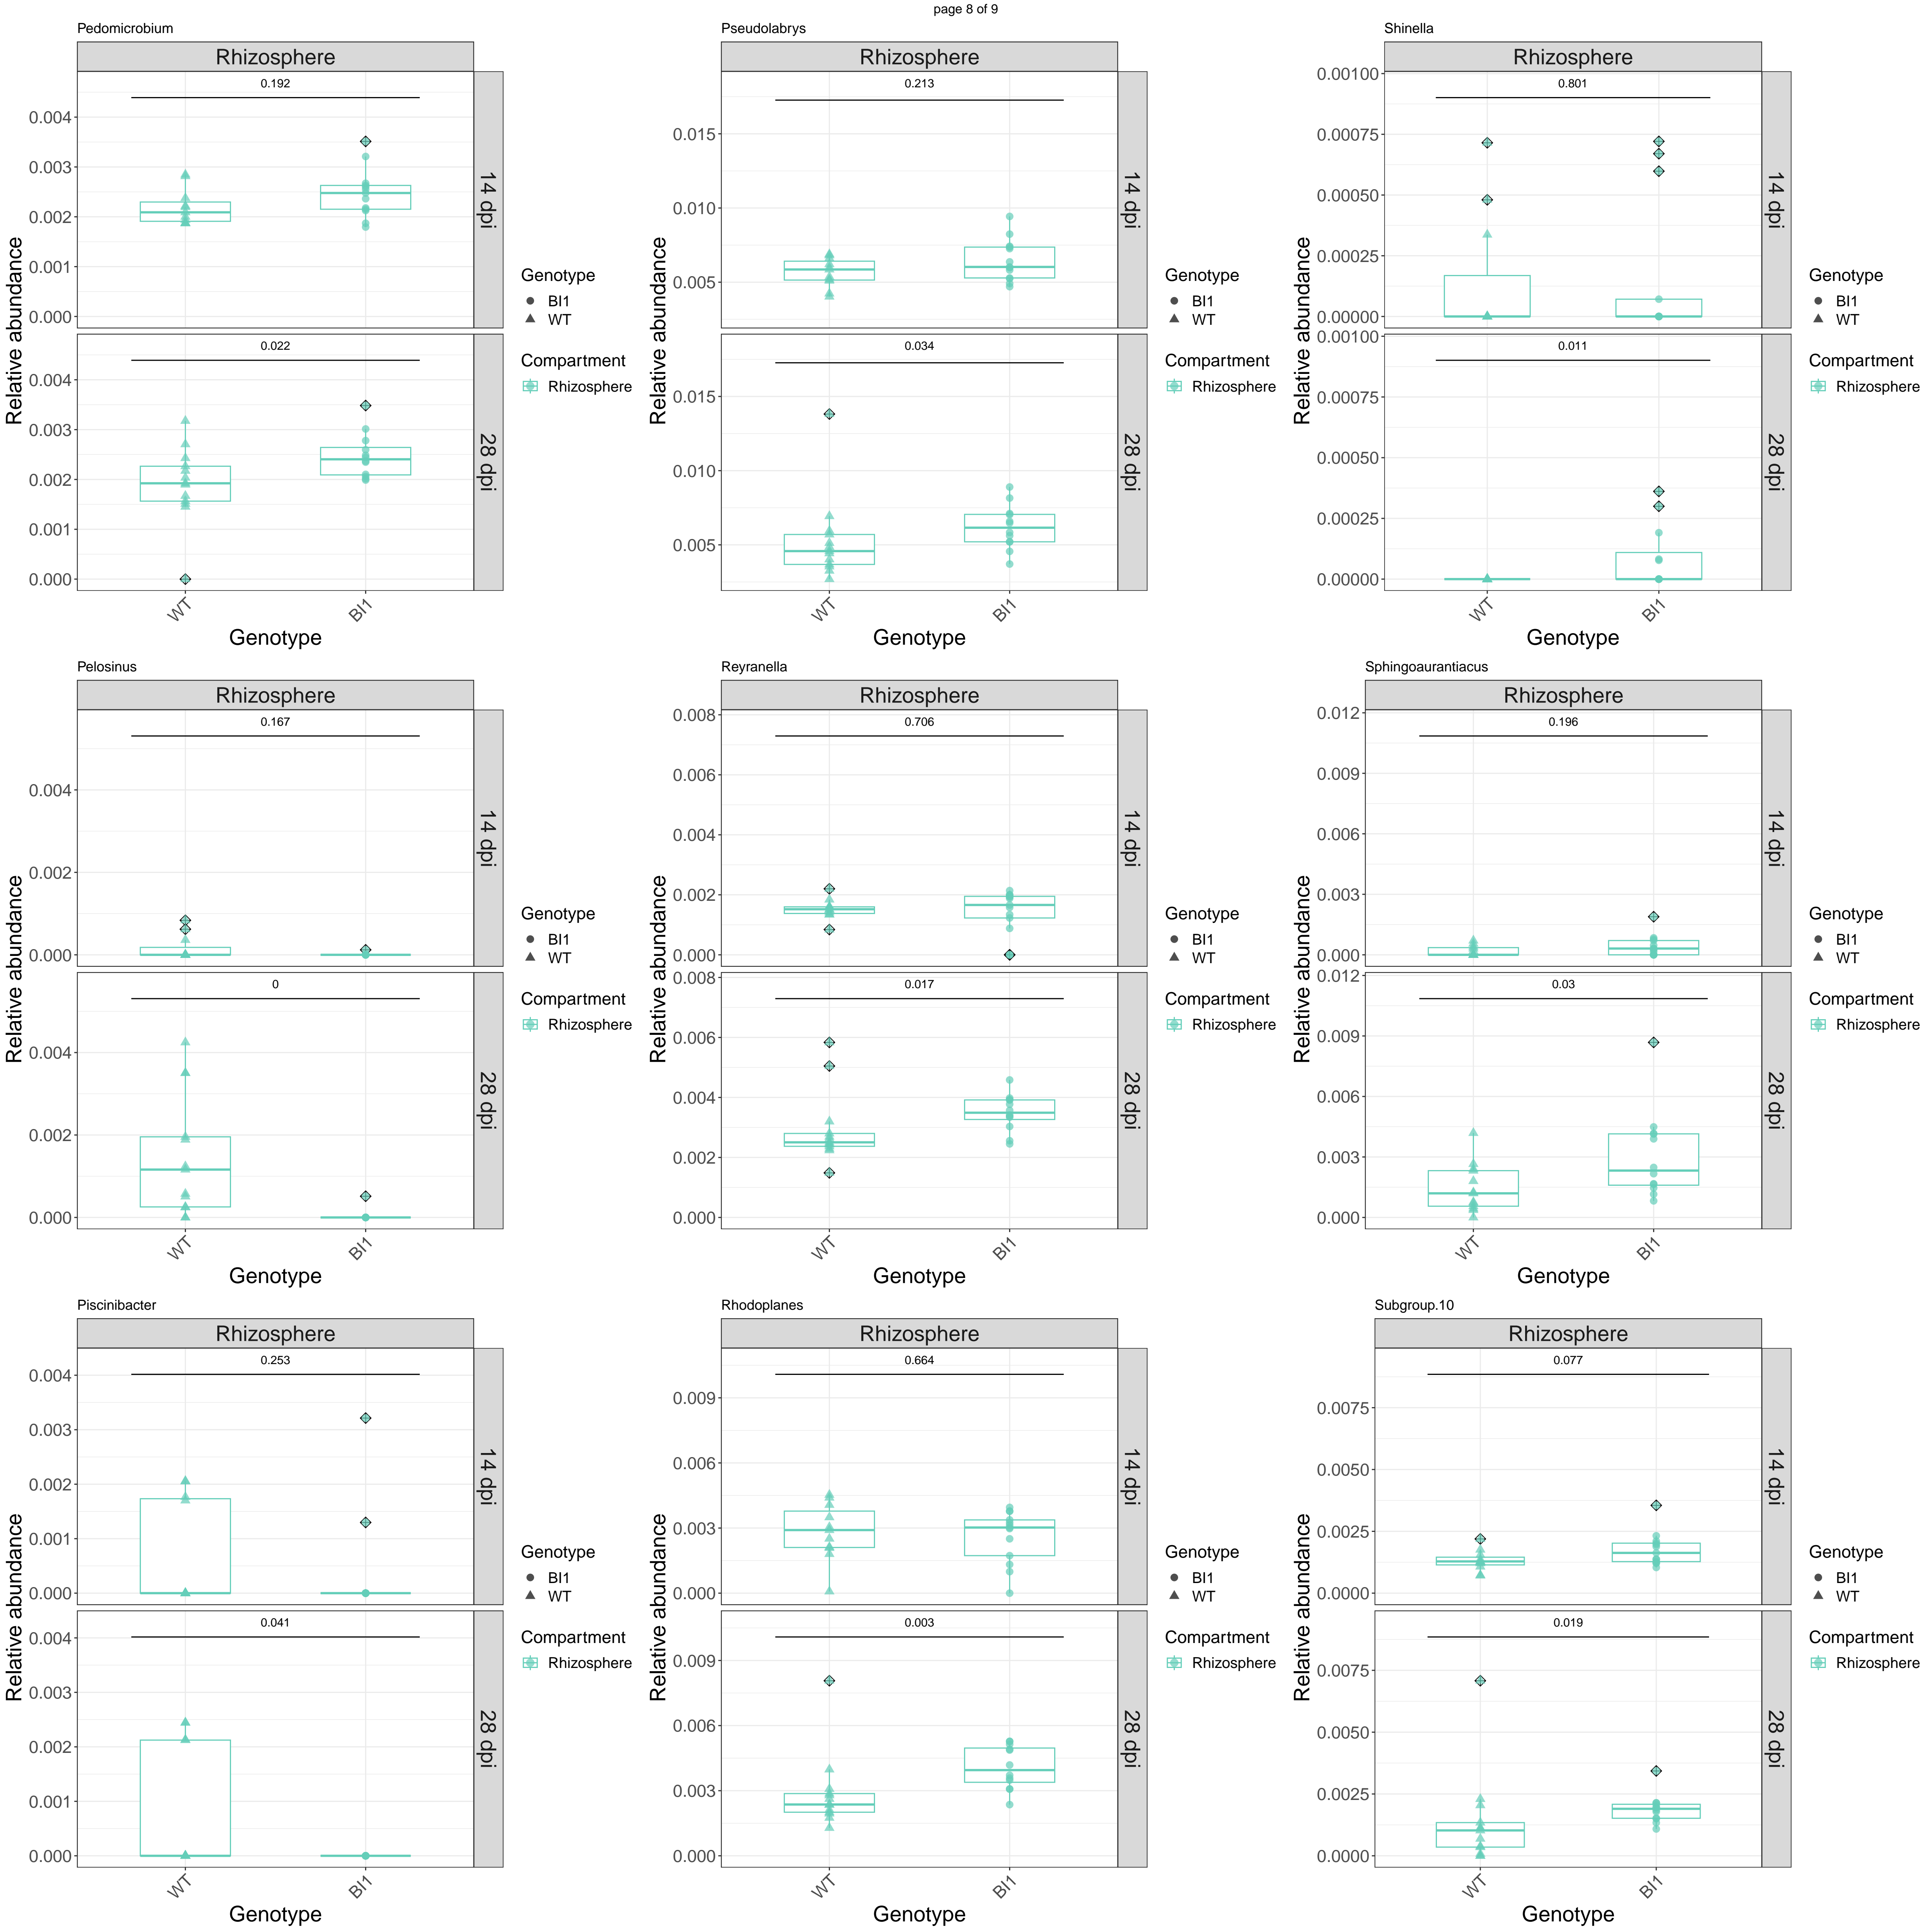 page 8 of 9
Pedomicrobium
Rhizosphere
0.192
0.004
0.003
0.002
0.001
0.000
14 dpi
0.022
0.004
0.003
0.002
0.001
0.000
28 dpi
Relative abundance
WT
BI1
Genotype
Genotype
BI1
WT
Compartment
Rhizosphere
Pseudolabrys
Rhizosphere
0.213
0.015
0.010
0.005
14 dpi
0.034
0.015
0.010
0.005
28 dpi
Relative abundance
WT
BI1
Genotype
Genotype
BI1
WT
Compartment
Rhizosphere
Shinella
Rhizosphere
0.801
0.00100
0.00075
0.00050
0.00025
0.00000
14 dpi
0.011
0.00100
0.00075
0.00050
0.00025
0.00000
28 dpi
Relative abundance
WT
BI1
Genotype
Genotype
BI1
WT
Compartment
Rhizosphere
Pelosinus
Rhizosphere
0.167
0.004
0.002
0.000
14 dpi
0
0.004
0.002
0.000
28 dpi
Relative abundance
WT
BI1
Genotype
Genotype
BI1
WT
Compartment
Rhizosphere
Reyranella
Rhizosphere
0.706
0.008
0.006
0.004
0.002
0.000
14 dpi
0.017
0.008
0.006
0.004
0.002
0.000
28 dpi
Relative abundance
WT
BI1
Genotype
Genotype
BI1
WT
Compartment
Rhizosphere
Sphingoaurantiacus
Rhizosphere
0.196
0.012
0.009
0.006
0.003
0.000
14 dpi
0.03
0.012
0.009
0.006
0.003
0.000
28 dpi
Relative abundance
WT
BI1
Genotype
Genotype
BI1
WT
Compartment
Rhizosphere
Piscinibacter
Rhizosphere
0.253
0.004
0.003
0.002
0.001
0.000
14 dpi
0.041
0.004
0.003
0.002
0.001
0.000
28 dpi
Relative abundance
WT
BI1
Genotype
Genotype
BI1
WT
Compartment
Rhizosphere
Rhodoplanes
Rhizosphere
0.664
0.009
0.006
0.003
0.000
14 dpi
0.003
0.009
0.006
0.003
0.000
28 dpi
Relative abundance
WT
BI1
Genotype
Genotype
BI1
WT
Compartment
Rhizosphere
Subgroup.10
Rhizosphere
0.077
0.0075
0.0050
0.0025
0.0000
14 dpi
0.019
0.0075
0.0050
0.0025
0.0000
28 dpi
Relative abundance
WT
BI1
Genotype
Genotype
BI1
WT
Compartment
Rhizosphere